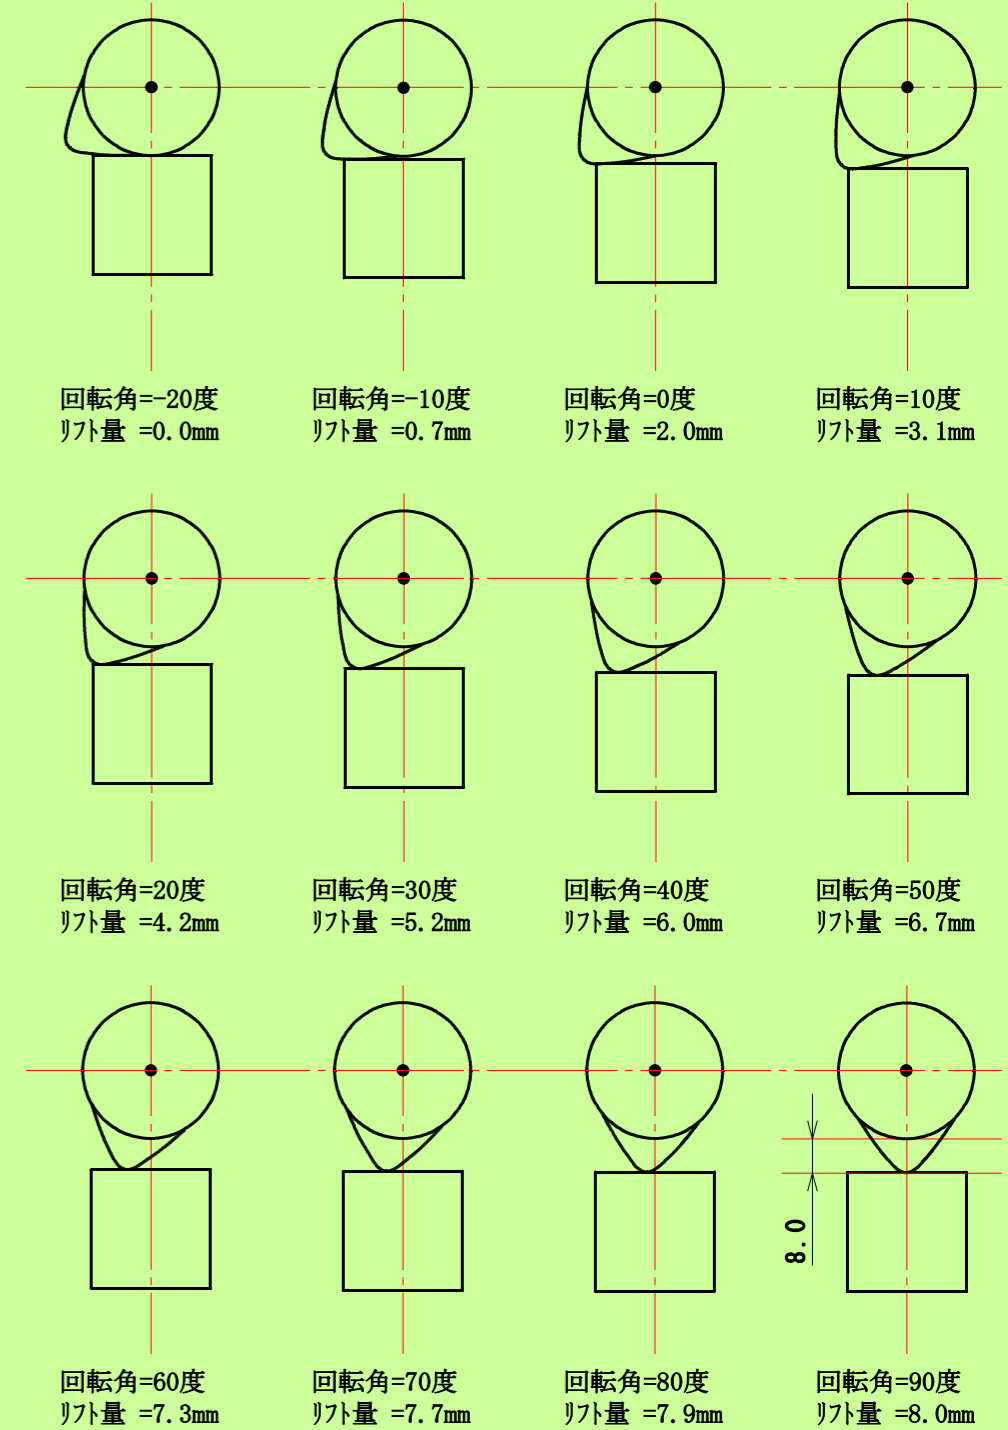 回転角=-20度
ﾘﾌﾄ量 =0.0mm
回転角=-10度
ﾘﾌﾄ量 =0.7mm
回転角=0度
ﾘﾌﾄ量 =2.0mm
回転角=10度
ﾘﾌﾄ量 =3.1mm
回転角=20度
ﾘﾌﾄ量 =4.2mm
回転角=30度
ﾘﾌﾄ量 =5.2mm
回転角=40度
ﾘﾌﾄ量 =6.0mm
回転角=50度
ﾘﾌﾄ量 =6.7mm
8.0
回転角=60度
ﾘﾌﾄ量 =7.3mm
回転角=70度
ﾘﾌﾄ量 =7.7mm
回転角=80度
ﾘﾌﾄ量 =7.9mm
回転角=90度
ﾘﾌﾄ量 =8.0mm